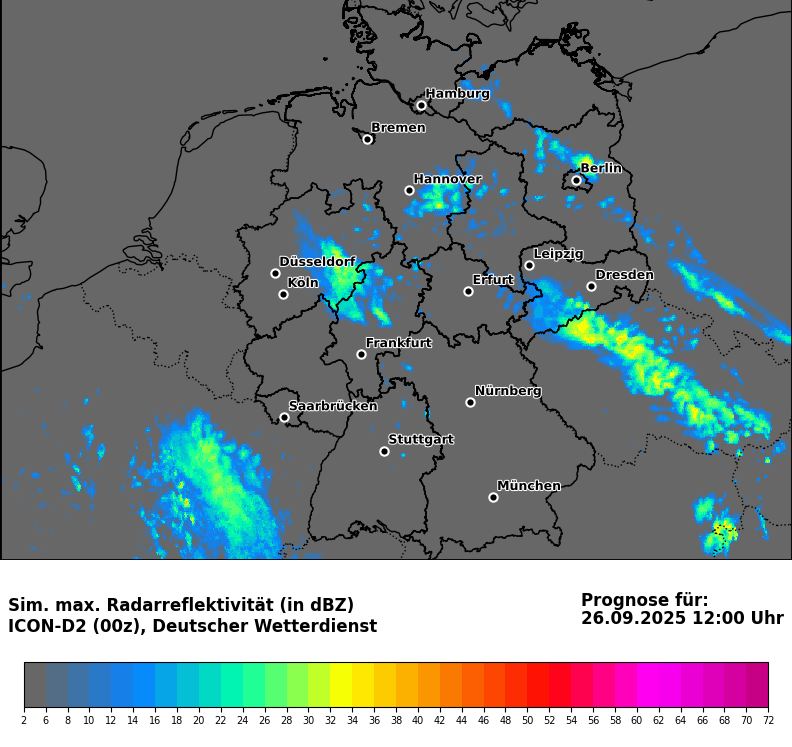 Hamburg
Bremen
Berlin
Hannover
Leipzig
Düsseldorf
Dresden
Köln
Erfurt
Frankfurt
Nürnberg
Saarbrücken
Stuttgart
München
Sim. max. Radarreflektivität (in dBZ)
ICON-D2 (00z), Deutscher Wetterdienst
Prognose für:
26.09.2025 12:00 Uhr
2 6 8 10 12 14 16 18 20 22 24 26 28 30 32 34 36 38 40 42 44 46 48 50 52 54 56 58 60 62 64 66 68 70 72